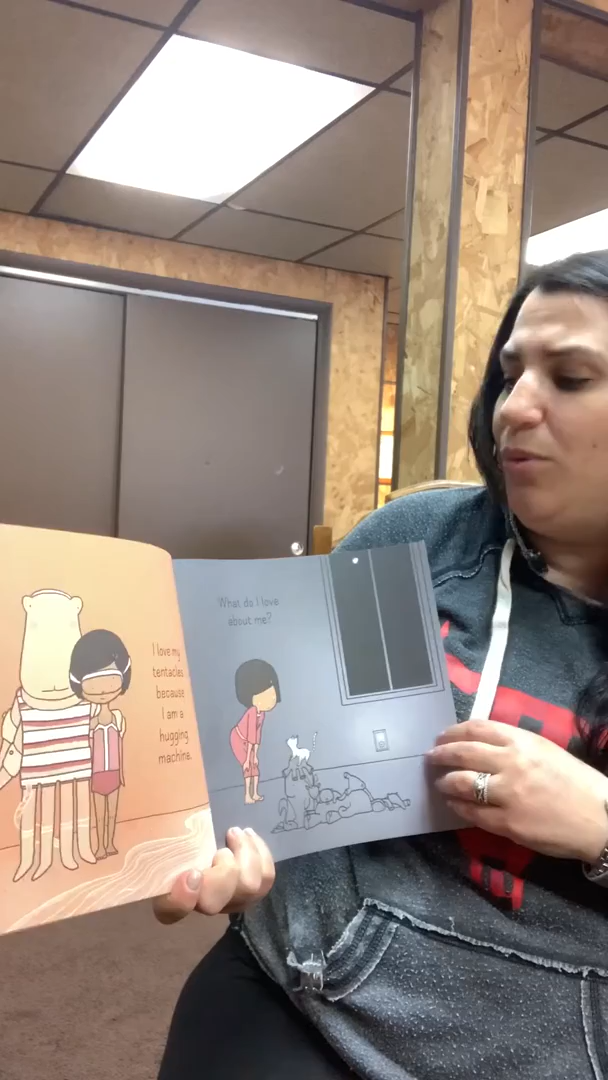 I love my
tentacles
because
I am a
hugging
machine.
What do I love
about me?